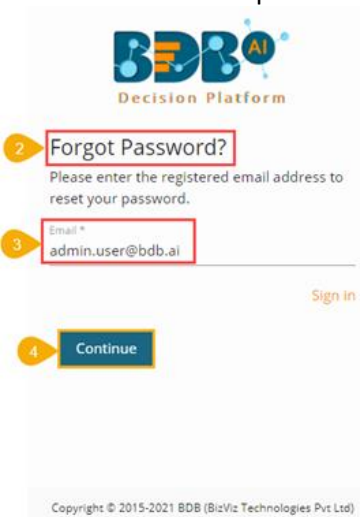 BDB AI
Decision Platform
2 Forgot Password?
Please enter the registered email address to
reset your password.
Email *
3 admin.user@bdb.ai
Sign in
4 Continue
Copyright © 2015-2021 BDB (BizViz Technologies Pvt Ltd)